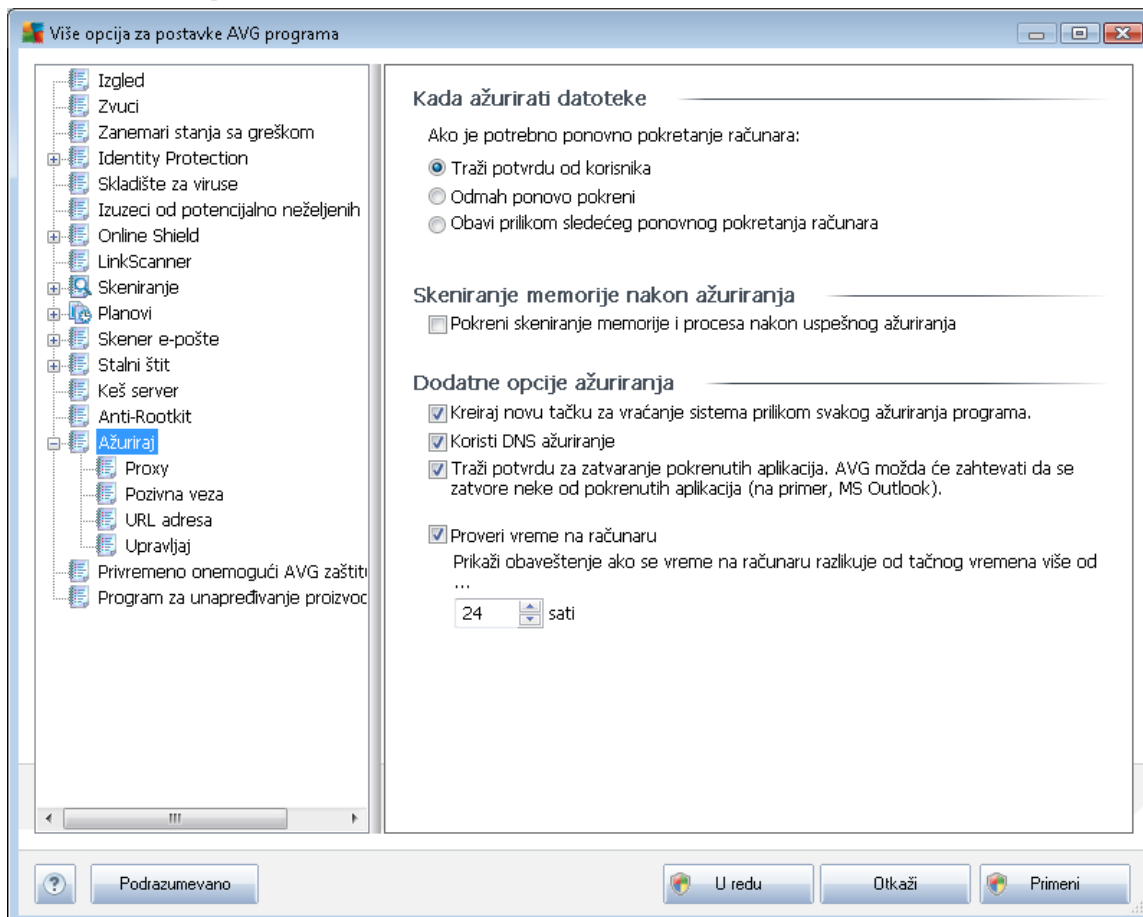 Više opcija za postavke AVG programa
Izgled
Zvuci
Zanemari stanja sa greškom
Identity Protection
Skladište za viruse
Izuzeci od potencijalno neželjenih
Online Shield
LinkScanner
Skeniranje
Planovi
Skener e-pošte
Stalni štit
Keš server
Anti-Rootkit
Ažuriraj
Proxy
Pozivna veza
URL adresa
Upravljaj
Privremeno onemogući AVG zaštitu
Program za unapređivanje proizvoc
Kada ažurirati datoteke
Ako je potrebno ponovno pokretanje računara:
Traži potvrdu od korisnika
Odmah ponovo pokreni
Obavi prilikom sledećeg ponovnog pokretanja računara
Skeniranje memorije nakon ažuriranja
Pokreni skeniranje memorije i procesa nakon uspešnog ažuriranja
Dodatne opcije ažuriranja
Kreiraj novu tačku za vraćanje sistema prilikom svakog ažuriranja programa.
Koristi DNS ažuriranje
Traži potvrdu za zatvaranje pokrenutih aplikacija. AVG možda će zahtevati da se
zatvore neke od pokrenutih aplikacija (na primer, MS Outlook).
Proveri vreme na računaru
Prikaži obaveštenje ako se vreme na računaru razlikuje od tačnog vremena više od
...
24 sati
? Podrazumevano U redu Otkaži Primeni